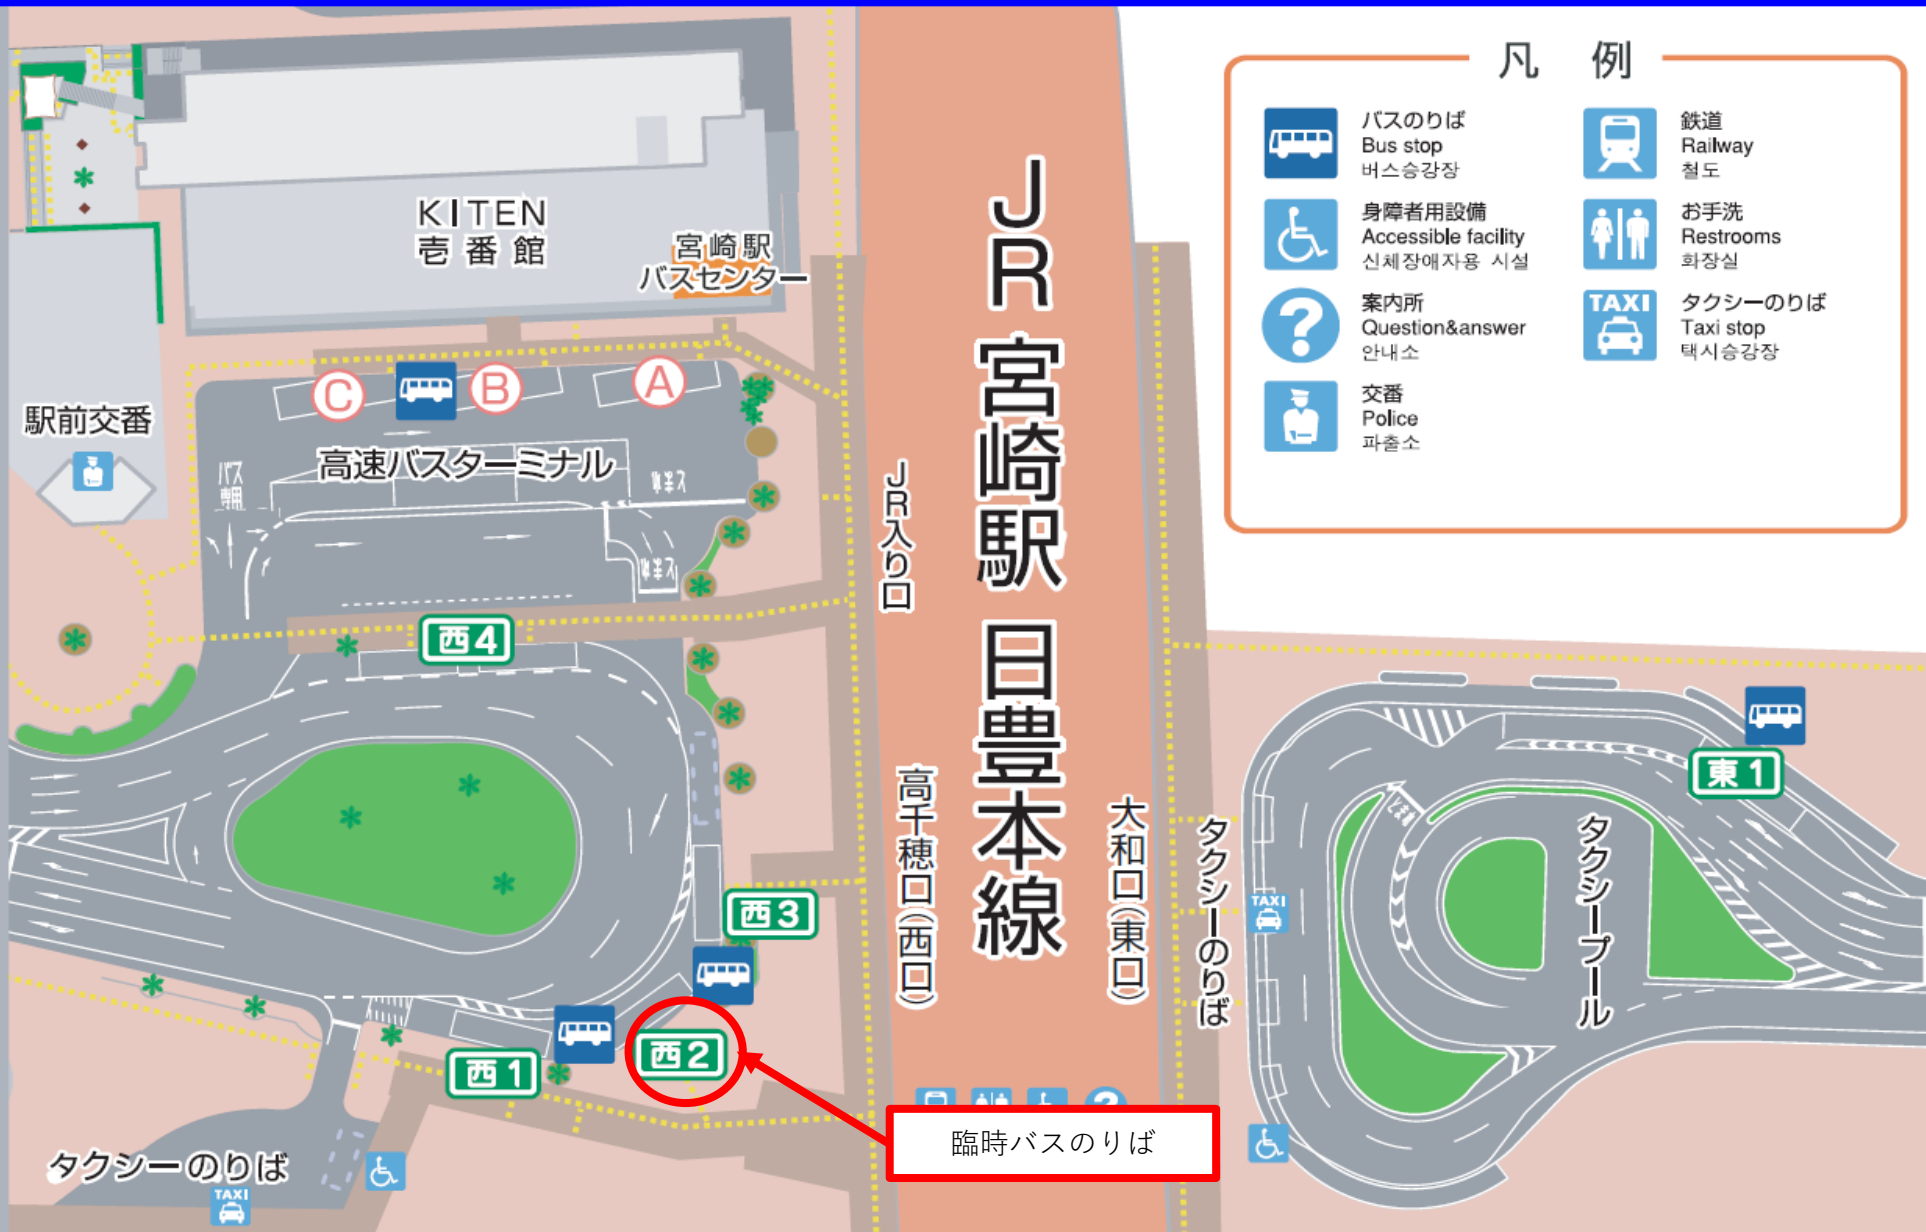 凡 例
バスのりば
Bus stop
버스승강장
鉄道
Railway
철도
身障者用設備
Accessible facility
신체장애자용 시설
お手洗
Restrooms
화장실
案内所
Question&answer
안내소
TAXI
タクシーのりば
Taxi stop
택시승강장
交番
Police
파출소
KITEN
壱番館
宮崎駅
バスセンター
C
B
A
駅前交番
高速バスターミナル
バス
専用
JR入り口
JR 宮崎駅 日豊本線
西4
高千穂口(西口)
大和口(東口)
西3
西2
西1
臨時バスのりば
タクシーのりば
TAXI
東1
タクシーのりば
TAXI
タクシープール